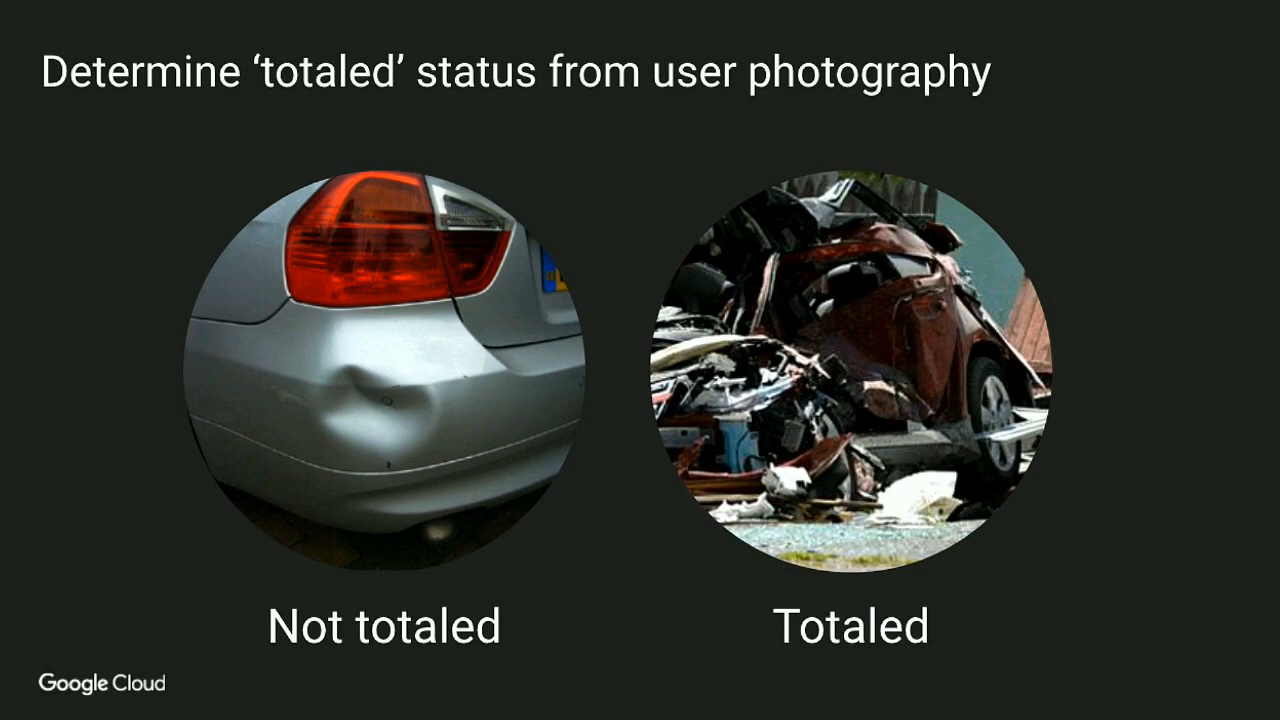 Determine ‘totaled’ status from user photography
Not totaled
Totaled
Google Cloud